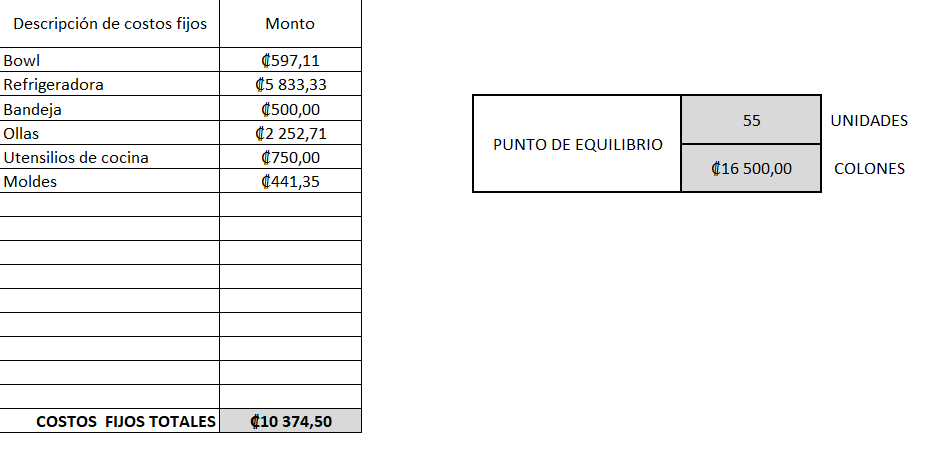 Descripción de costos fijos Monto
Bowl ₡597,11
Refrigeradora ₡5 833,33
Bandeja ₡500,00
Ollas ₡2 252,71
Utensilios de cocina ₡750,00
Moldes ₡441,35
COSTOS FIJOS TOTALES ₡10 374,50
PUNTO DE EQUILIBRIO
55 UNIDADES
₡16 500,00 COLONES